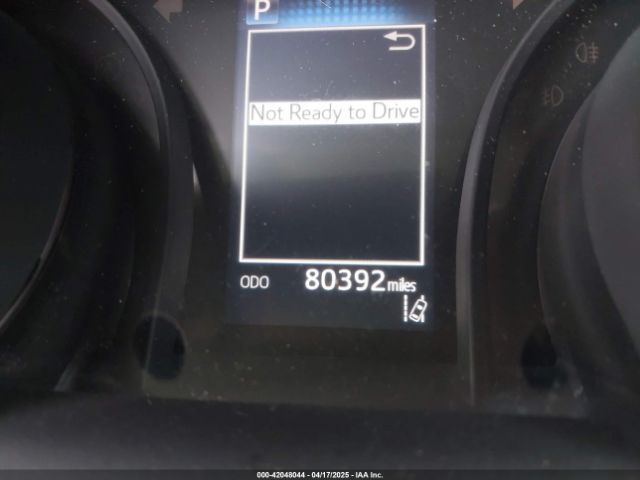 P
Not Ready to Drive
ODO 80392 miles
000-42048044 - 04/17/2025 - IAA Inc.